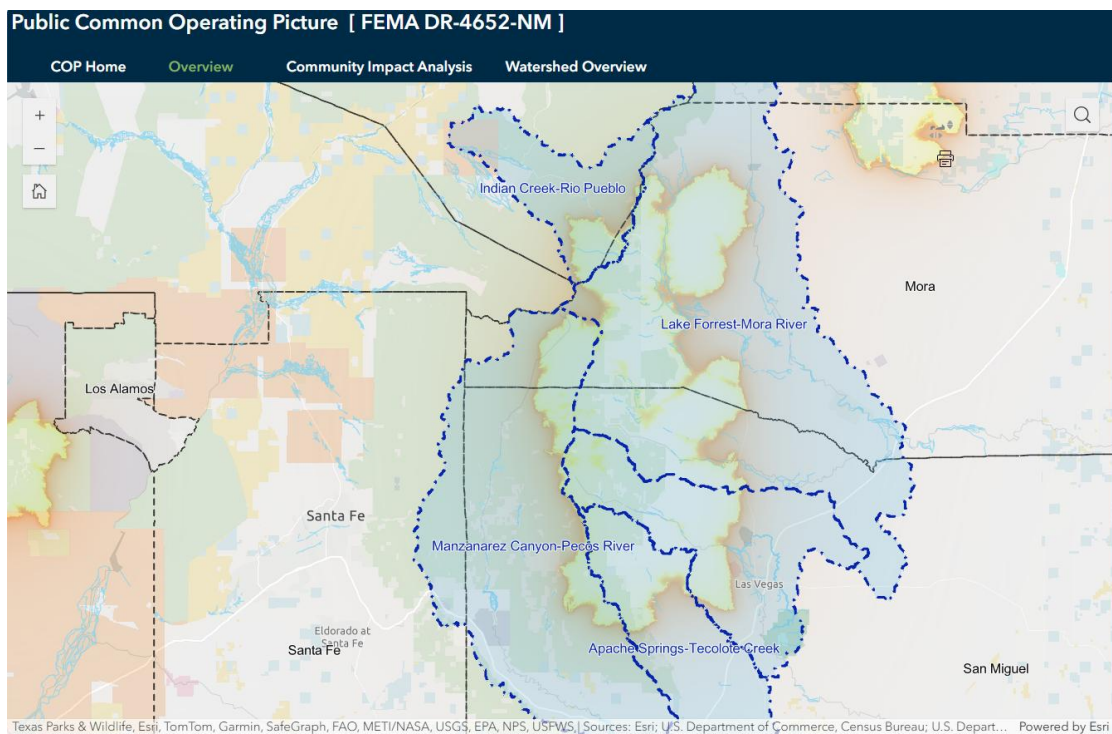 Public Common Operating Picture [ FEMA DR-4652-NM ]
COP Home Overview Community Impact Analysis Watershed Overview
Indian Creek-Rio Pueblo
Mora
Lake Forrest-Mora River
Los Alamos
Santa Fe
Manzanarez Canyon-Pecos River
Las Vegas
Eldorado at
Santa Fe
Santa Fe
Apache Springs-Tecolote Creek
San Miguel
Texas Parks & Wildlife, Esri, TomTom, Garmin, SafeGraph, FAO, METI/NASA, USGS, EPA, NPS, USFWS | Sources: Esri; U.S. Department of Commerce, Census Bureau; U.S. Depart... Powered by Esri